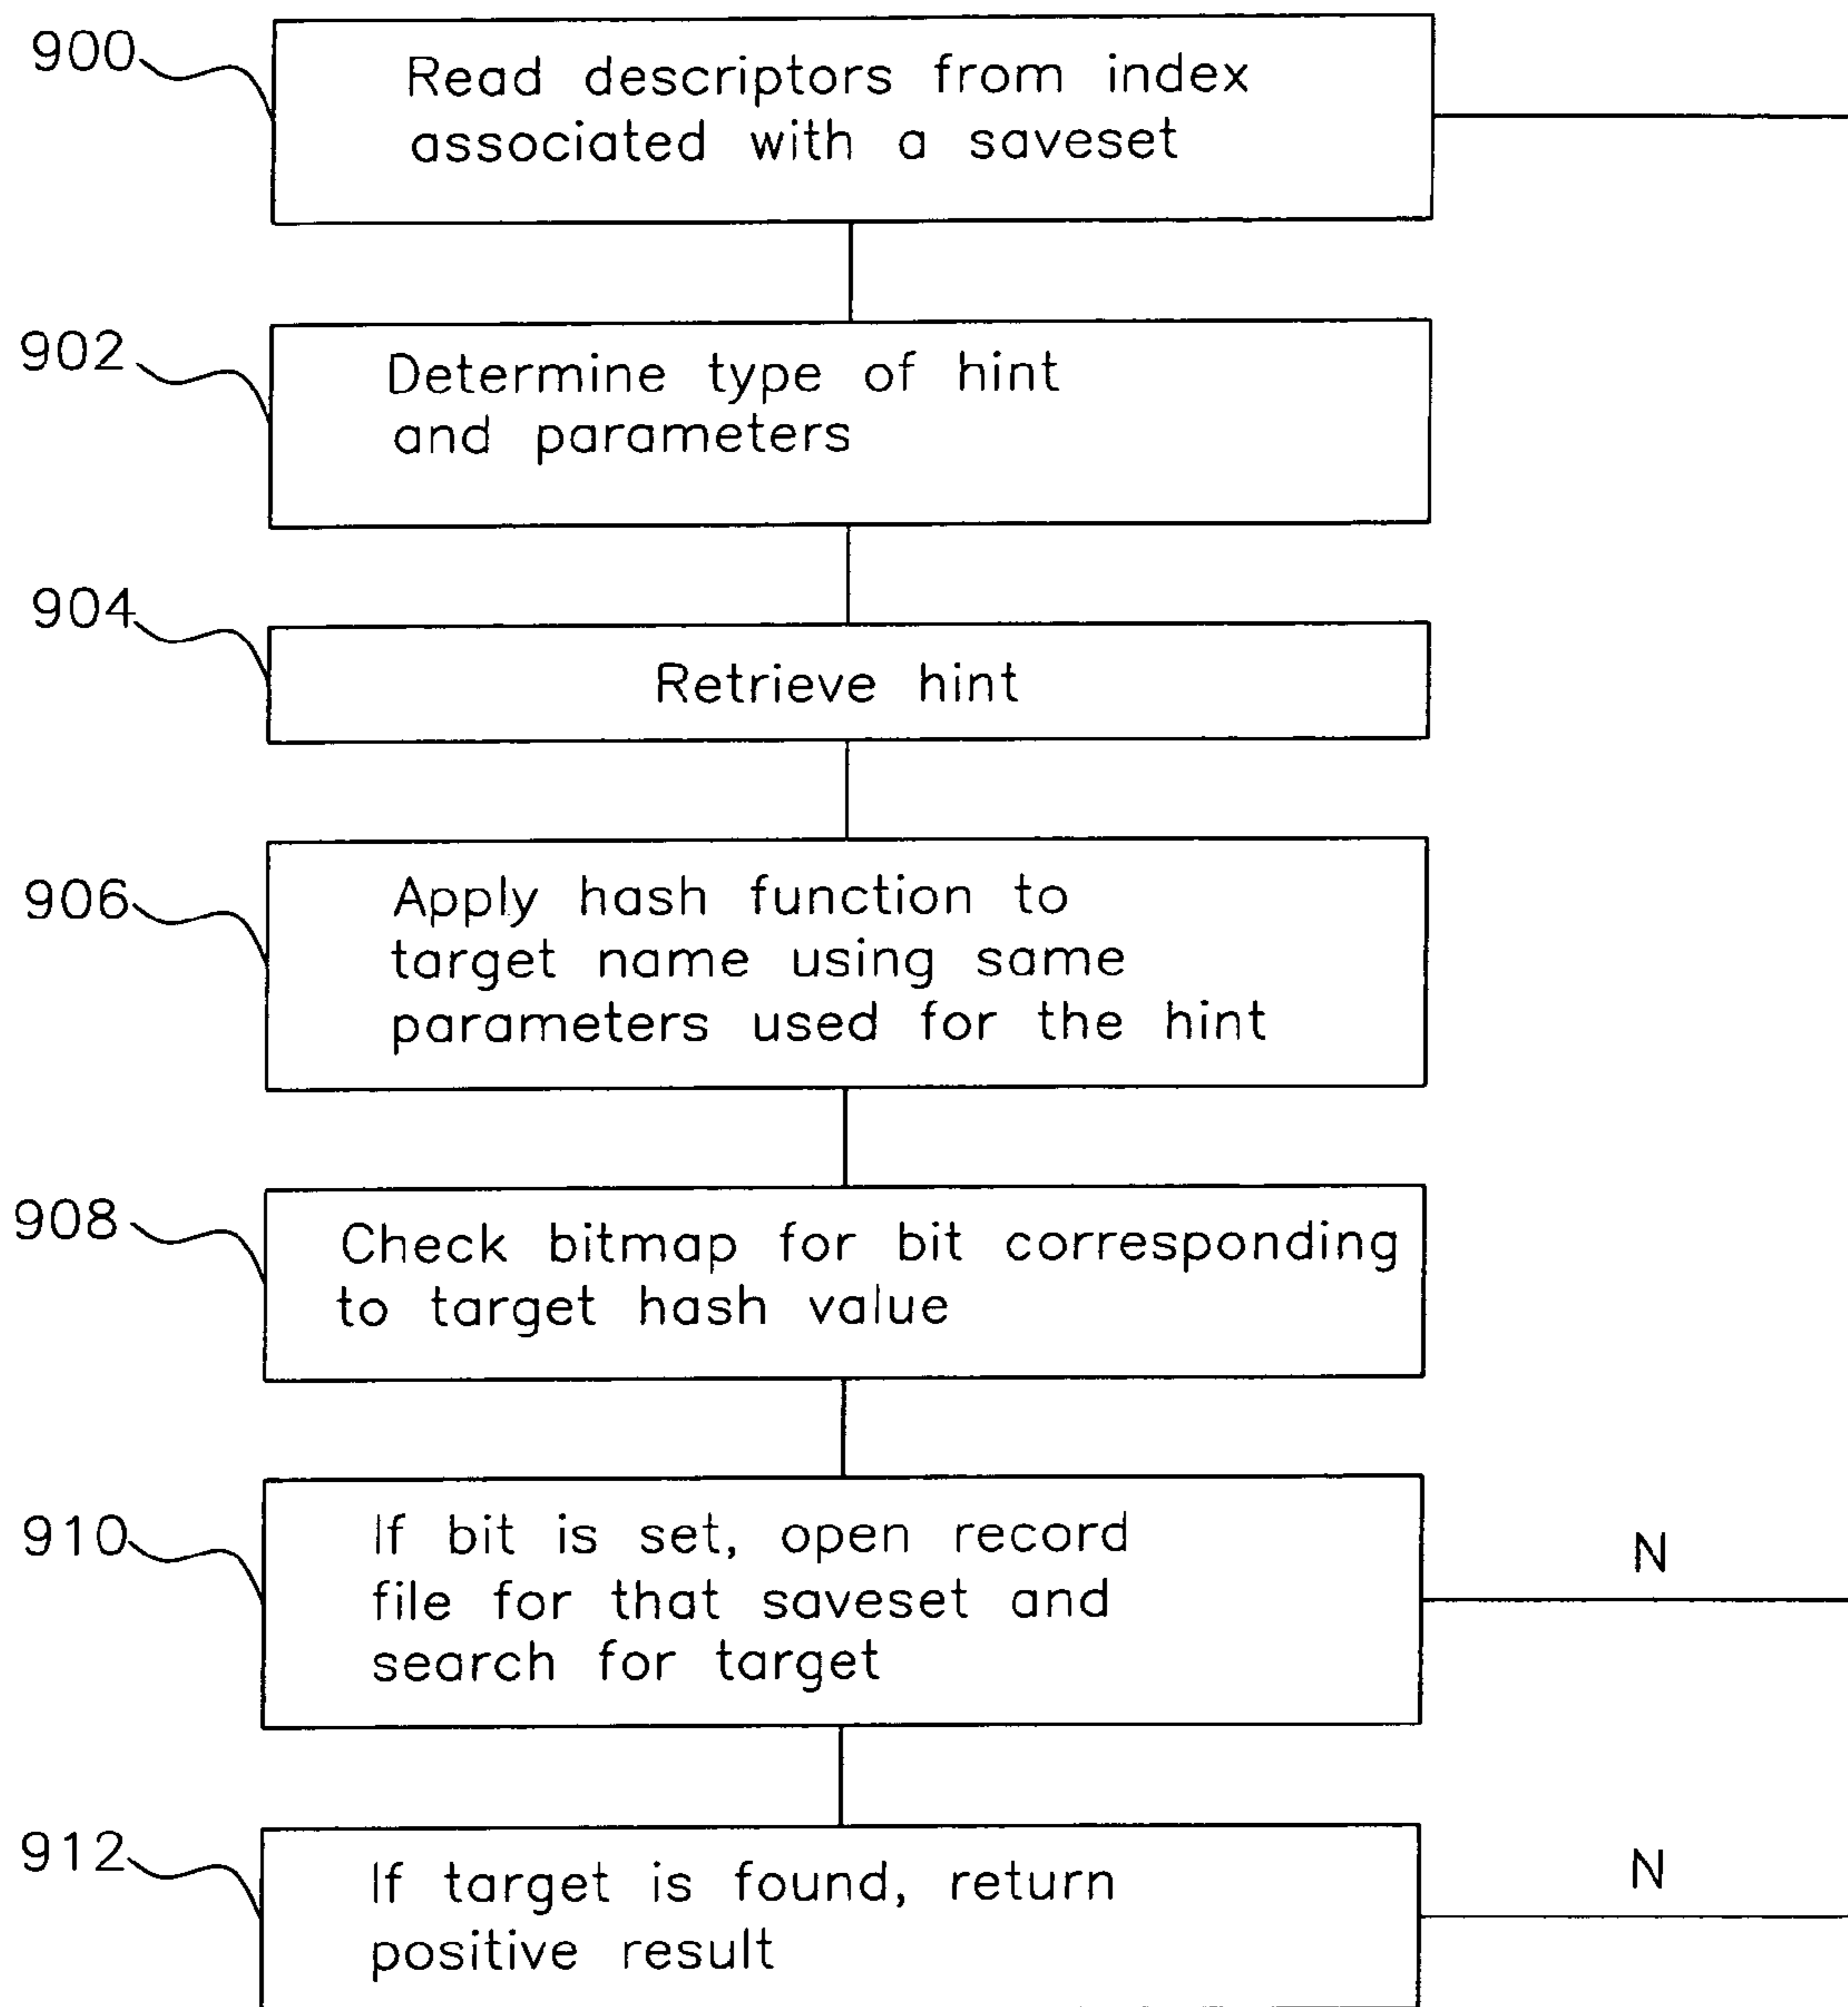 900
Read descriptors from index
associated with a saveset
902
Determine type of hint
and parameters
904
Retrieve hint
906
Apply hash function to
target name using same
parameters used for the hint
908
Check bitmap for bit corresponding
to target hash value
910
If bit is set, open record
file for that saveset and
search for target
N
912
If target is found, return
positive result
N